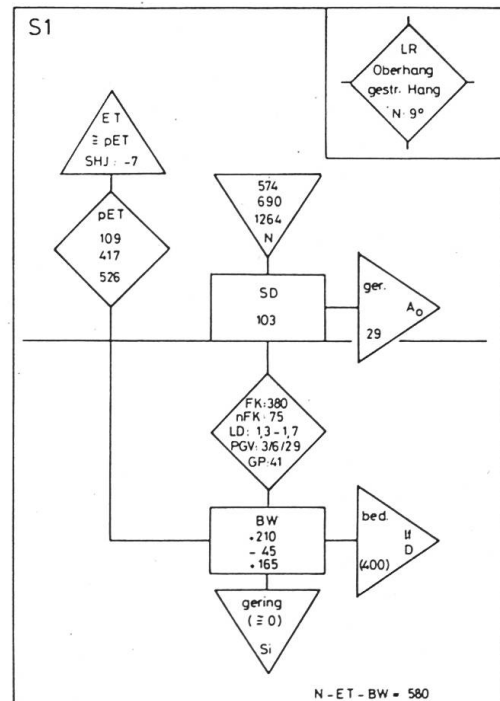 S1
LR
Oberhang
gestr. Hang
N: 9°
ET
≡ pET
SHJ: -7
pET
109
417
526
574
690
1264
N
SD
103
ger.
Ao
29
FK: 380
nFK: 75
LD: 1,3 - 1,7
PGV: 3/6/29
GP: 41
BW
+210
- 45
+165
bed.
D
(400)
gering
(≡ 0)
Si
N - ET - BW = 580